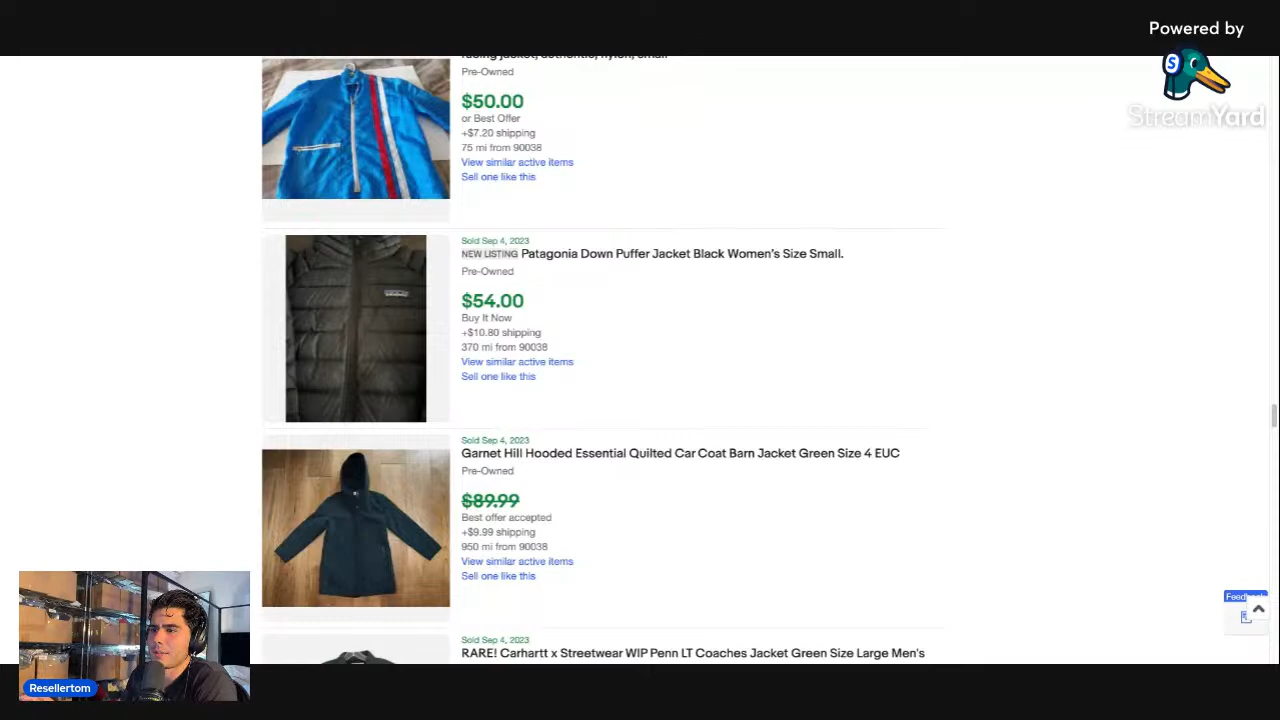 Powered by
StreamYard
racing jacket, authentic, nylon, small
Pre-Owned
$50.00
or Best Offer
+$7.20 shipping
75 mi from 90038
View similar active items
Sell one like this
Sold Sep 4, 2023
NEW LISTING Patagonia Down Puffer Jacket Black Women's Size Small.
Pre-Owned
$54.00
Buy It Now
+$10.80 shipping
370 mi from 90038
View similar active items
Sell one like this
Sold Sep 4, 2023
Garnet Hill Hooded Essential Quilted Car Coat Barn Jacket Green Size 4 EUC
Pre-Owned
$89.99
Best offer accepted
+$9.99 shipping
950 mi from 90038
View similar active items
Sell one like this
Sold Sep 4, 2023
RARE! Carhartt x Streetwear WIP Penn LT Coaches Jacket Green Size Large Men's
Resellertom